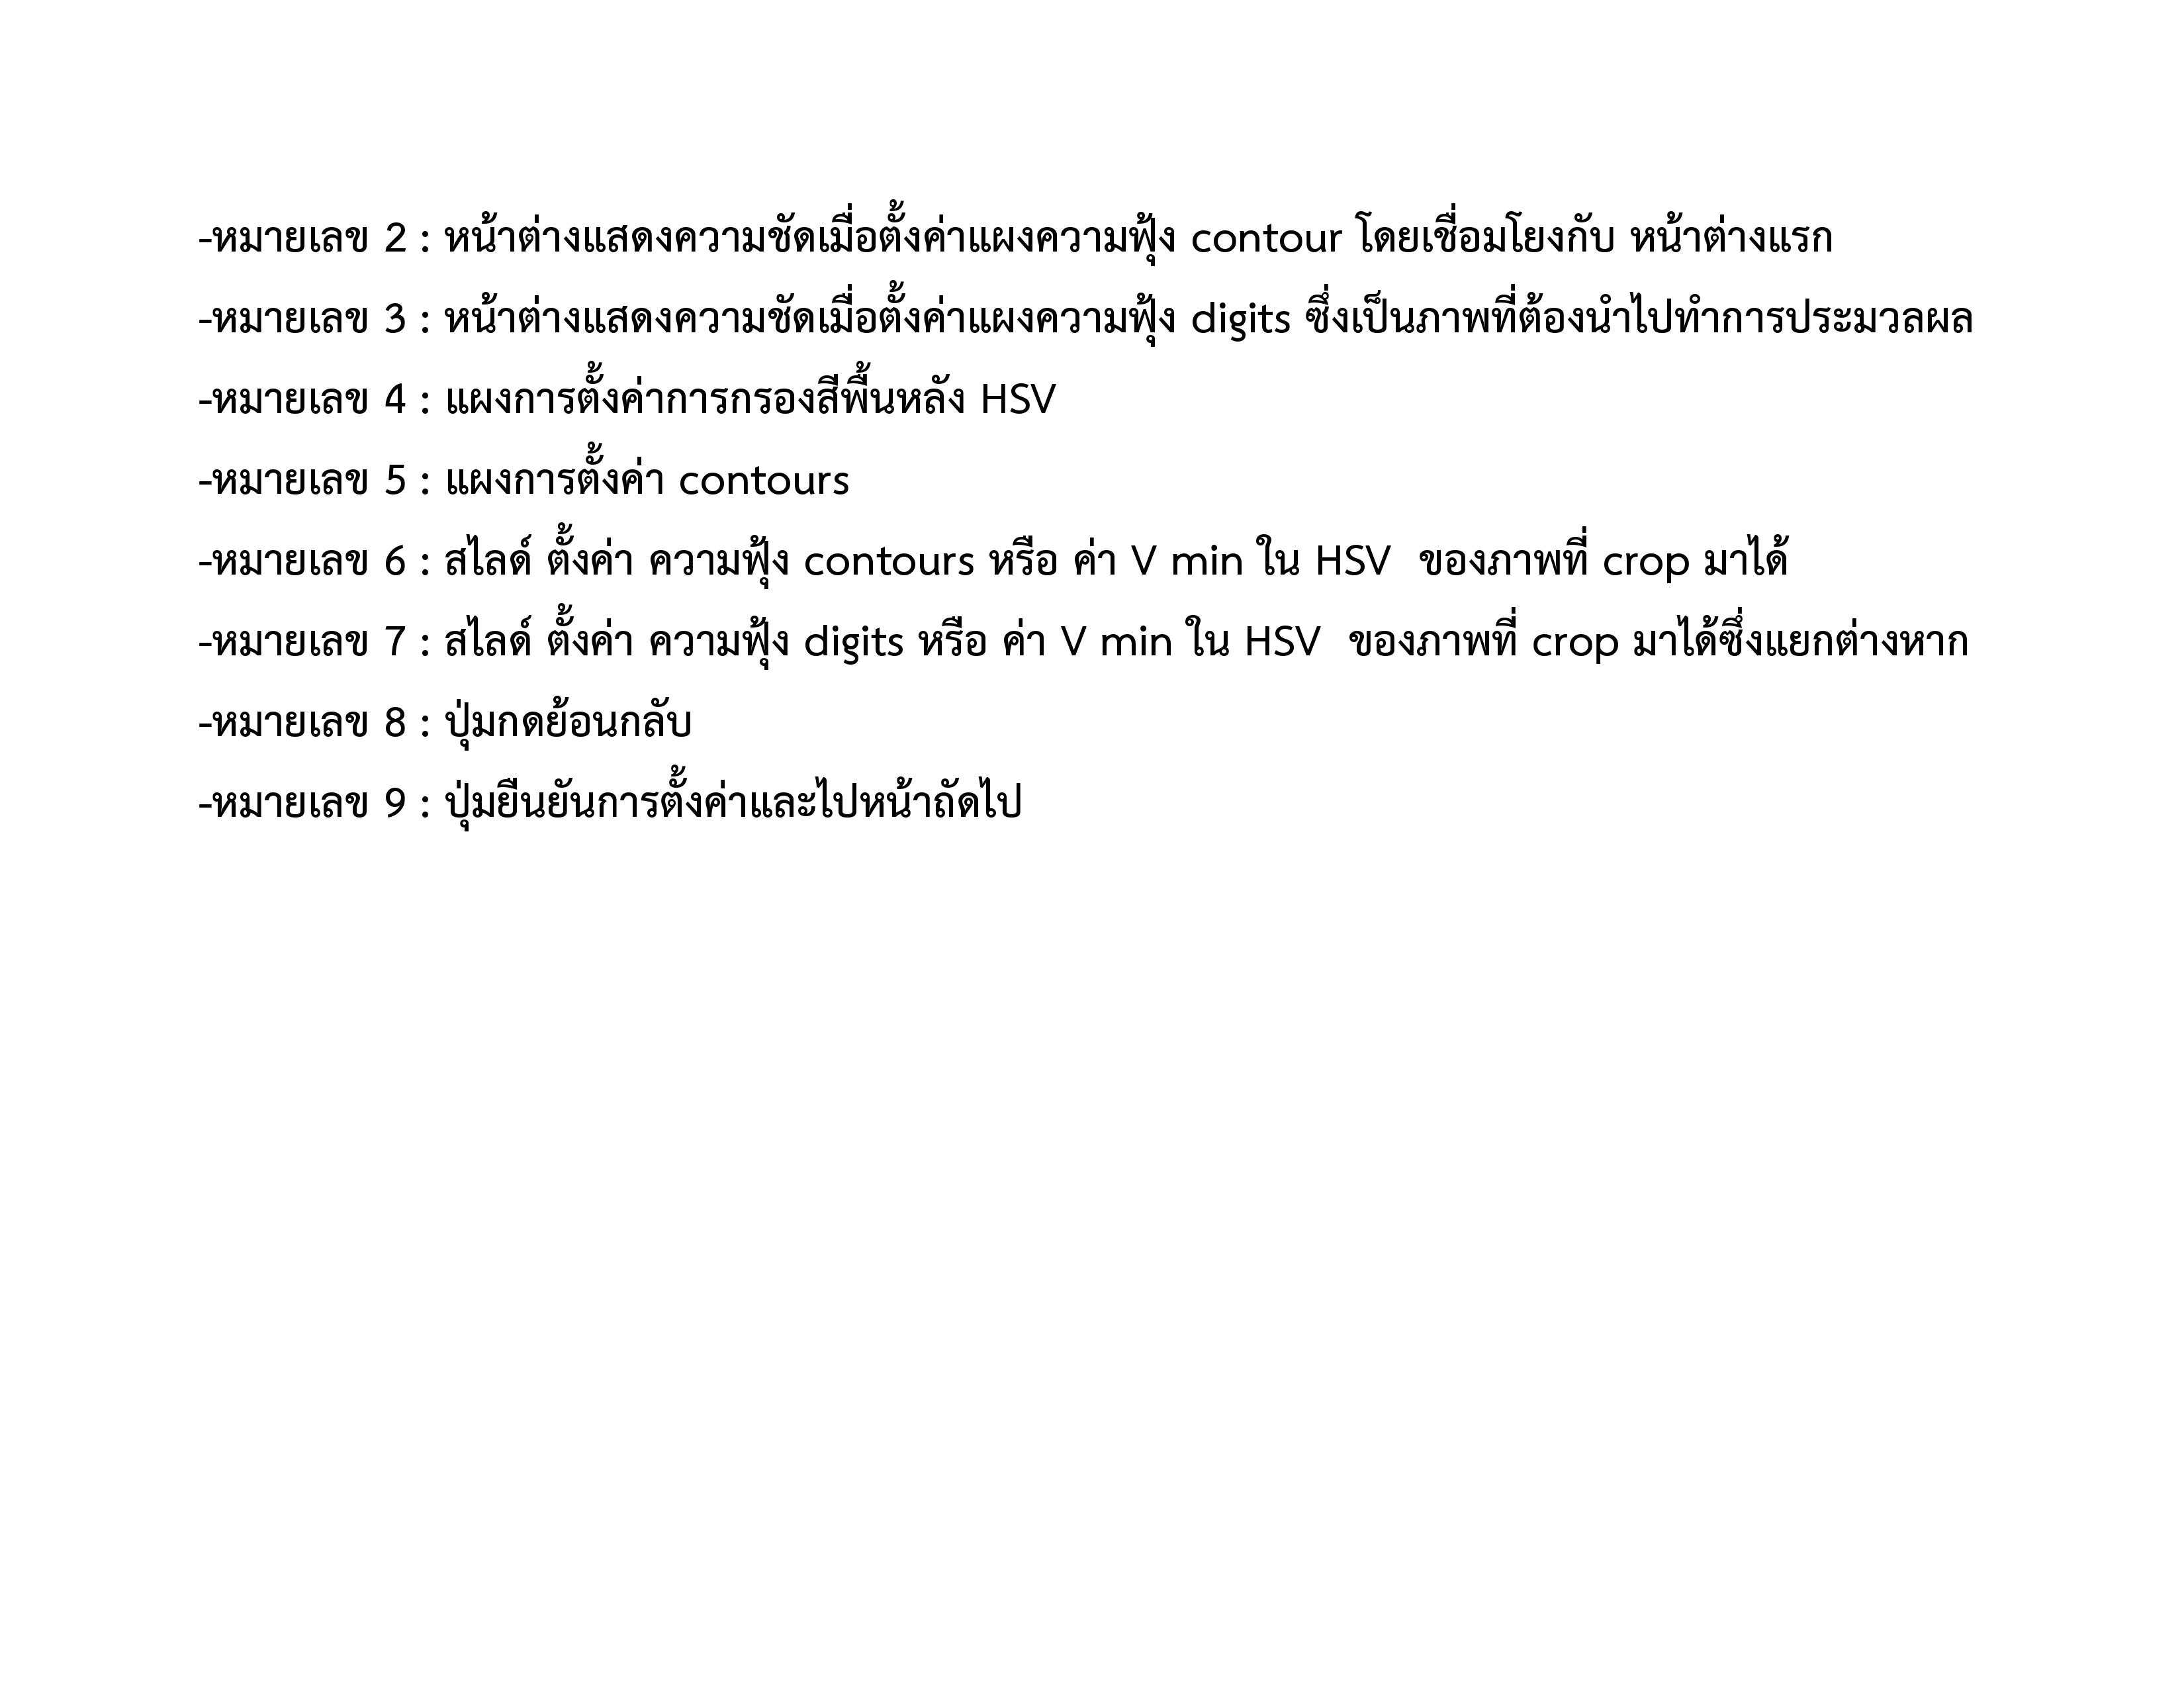 -หมายเลข 2 : หน้าต่างแสดงความชัดเมื่อตั้งค่าแผงความฟุ้ง contour โดยเชื่อมโยงกับ หน้าต่างแรก
-หมายเลข 3 : หน้าต่างแสดงความชัดเมื่อตั้งค่าแผงความฟุ้ง digits ซึ่งเป็นภาพที่ต้องนำไปทำการประมวลผล
-หมายเลข 4 : แผงการตั้งค่าการกรองสีพื้นหลัง HSV
-หมายเลข 5 : แผงการตั้งค่า contours
-หมายเลข 6 : สไลด์ ตั้งค่า ความฟุ้ง contours หรือ ค่า V min ใน HSV  ของภาพที่ crop มาได้
-หมายเลข 7 : สไลด์ ตั้งค่า ความฟุ้ง digits หรือ ค่า V min ใน HSV  ของภาพที่ crop มาได้ซึ่งแยกต่างหาก
-หมายเลข 8 : ปุ่มกดย้อนกลับ
-หมายเลข 9 : ปุ่มยืนยันการตั้งค่าและไปหน้าถัดไป